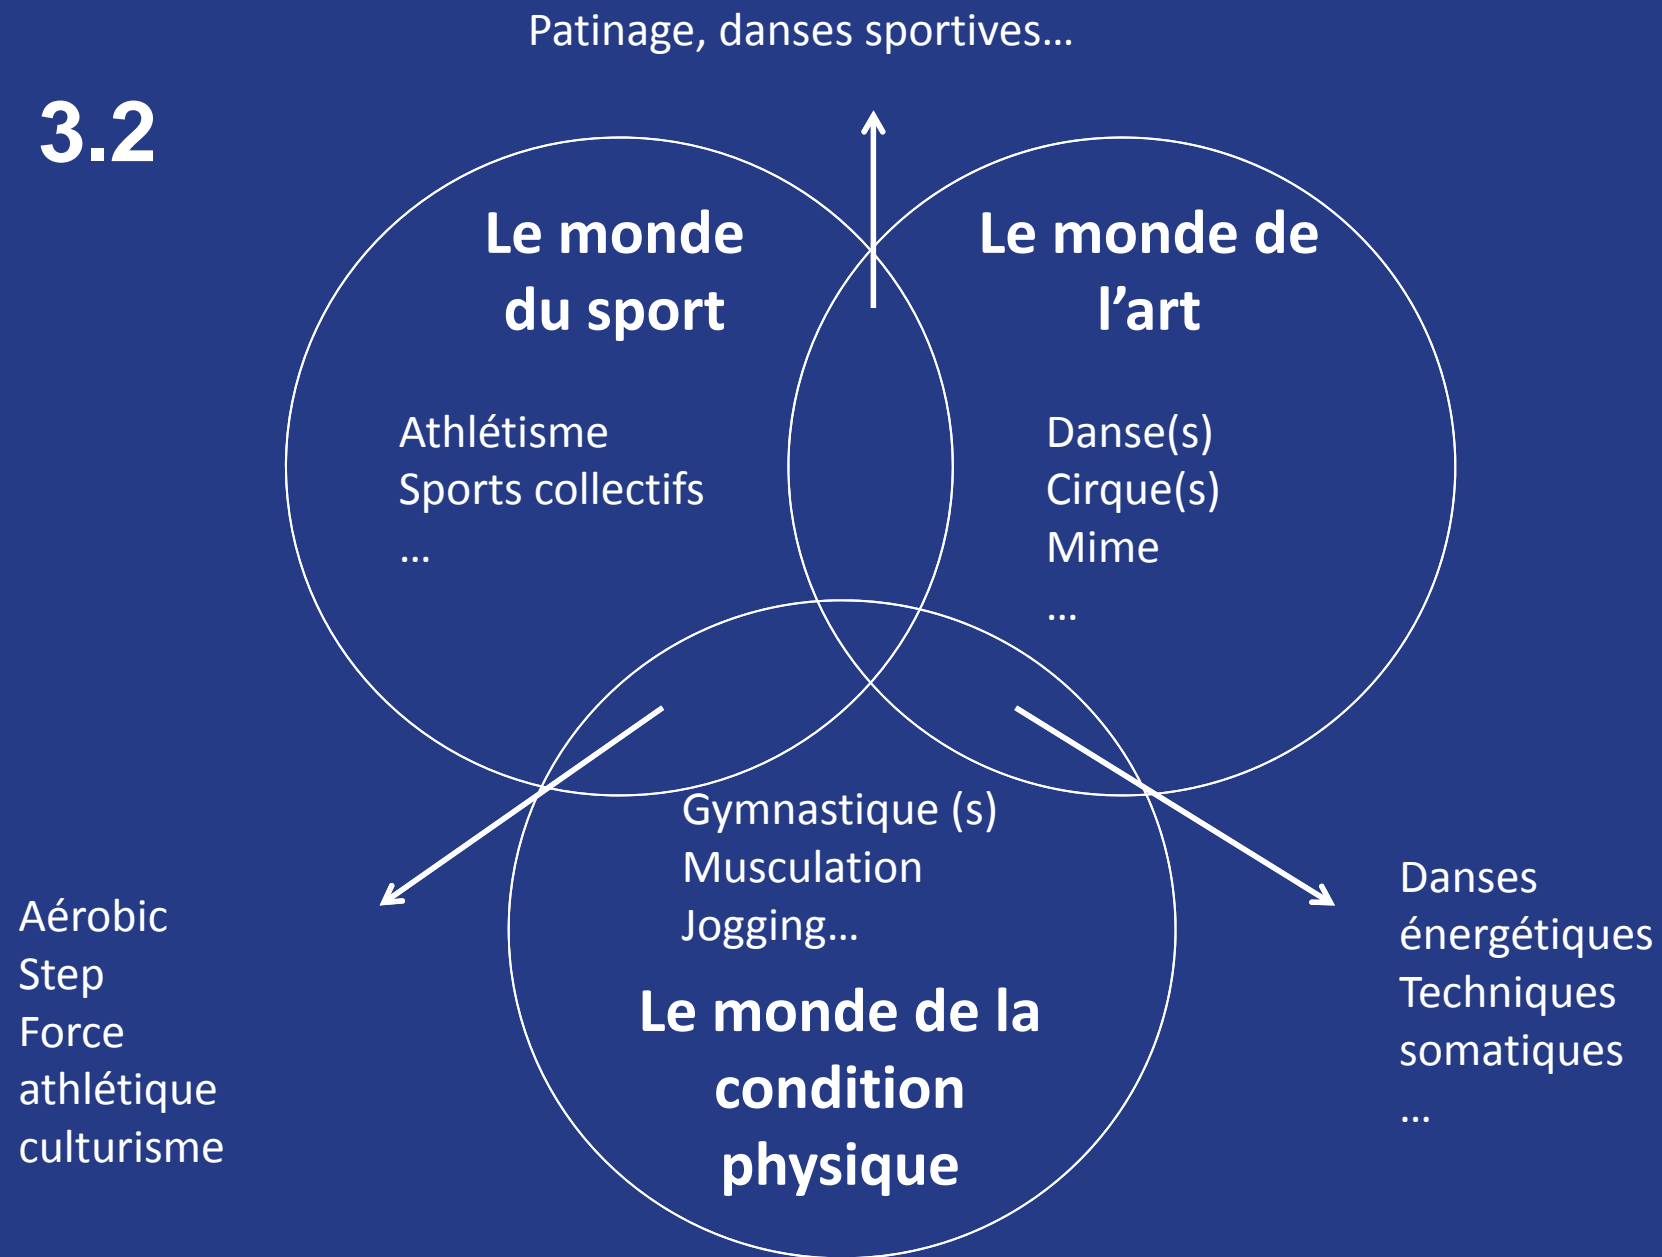 Patinage, danses sportives…
3.2
Le monde
du sport
Le monde de
l’art
Athlétisme
Sports collectifs
…
Danse(s)
Cirque(s)
Mime
…
Gymnastique (s)
Musculation
Jogging…
Le monde de la
condition
physique
Aérobic
Step
Force
athlétique
culturisme
Danses
énergétiques
Techniques
somatiques
…